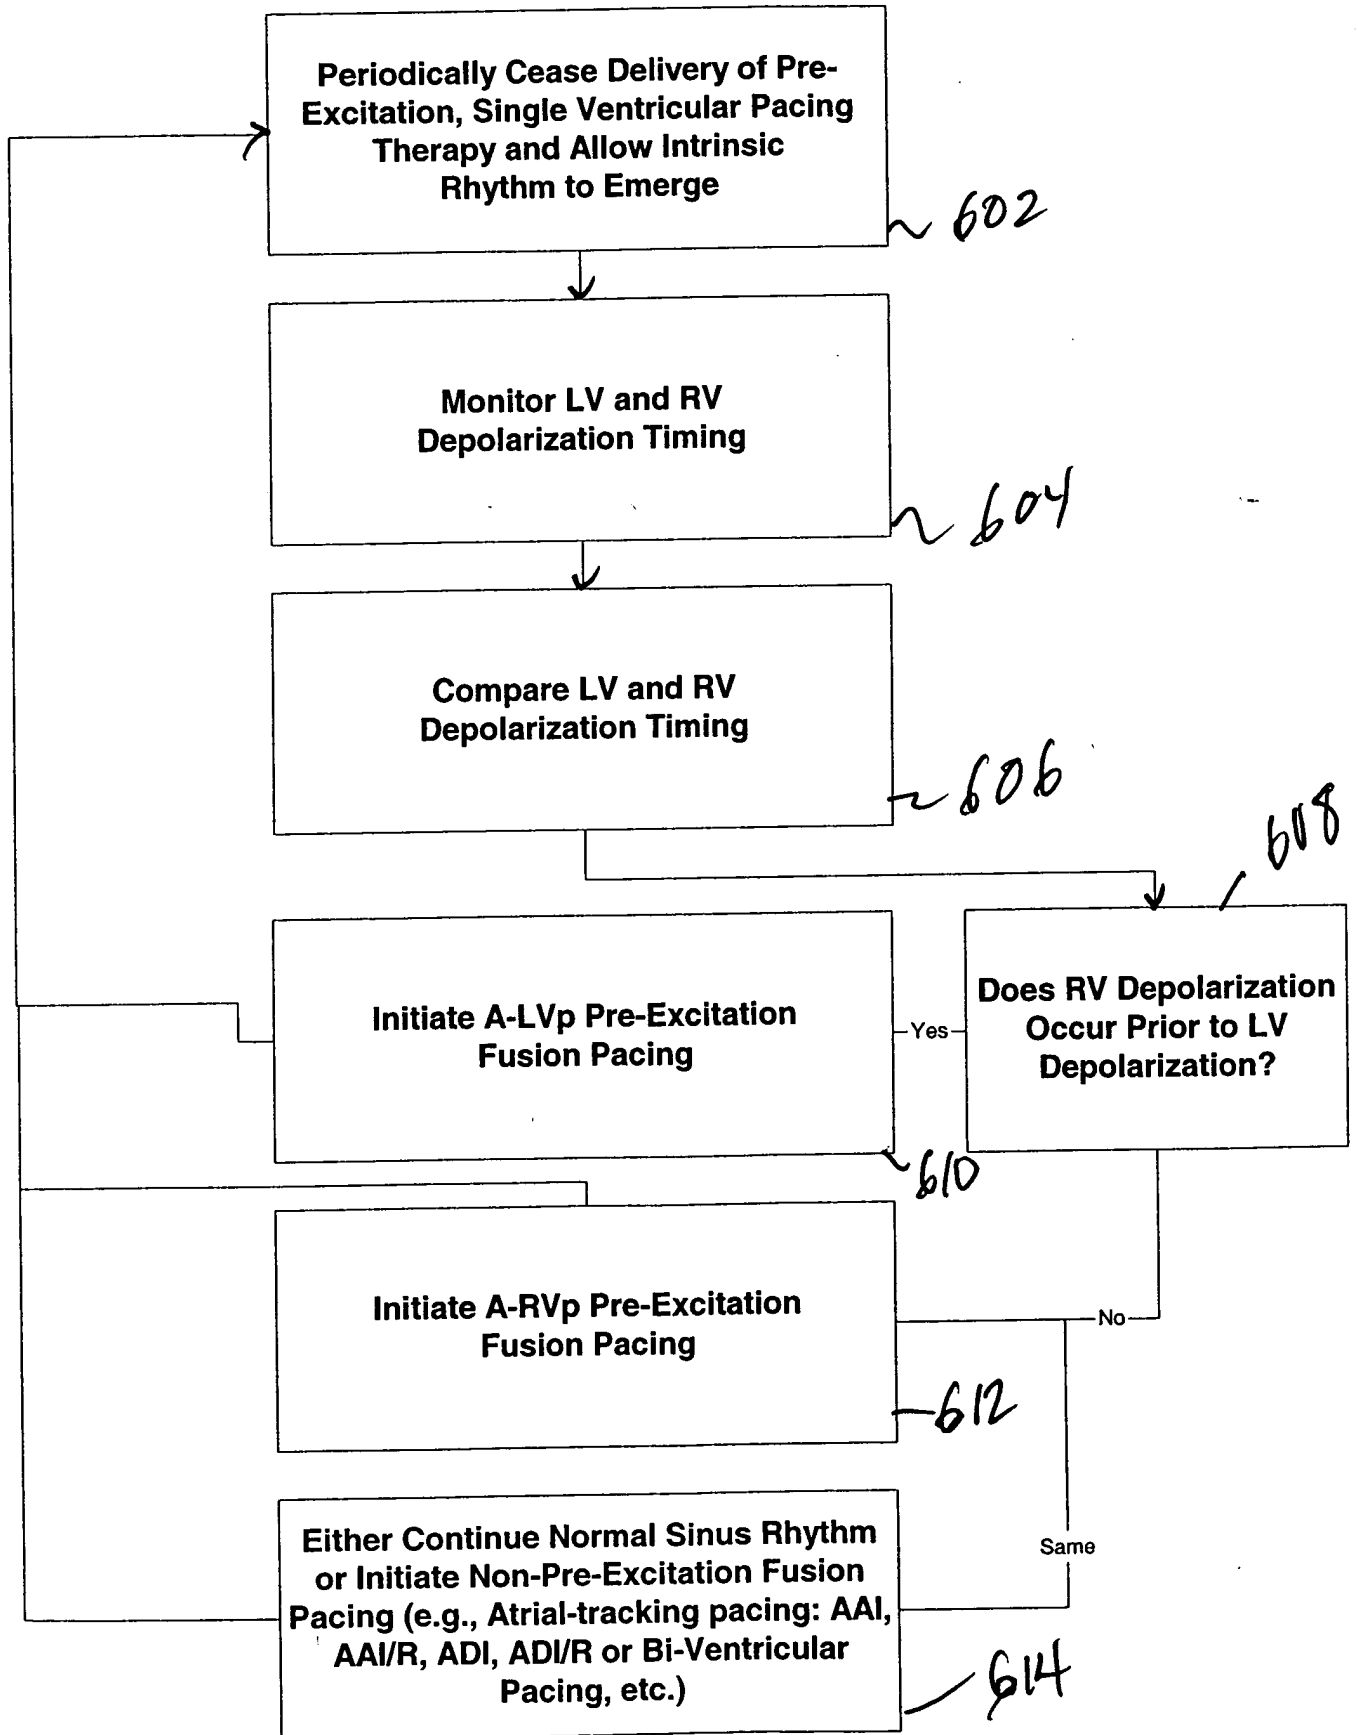 Periodically Cease Delivery of Pre-
Excitation, Single Ventricular Pacing
Therapy and Allow Intrinsic
Rhythm to Emerge
602
Monitor LV and RV
Depolarization Timing
604
Compare LV and RV
Depolarization Timing
606
608
Does RV Depolarization
Occur Prior to LV
Depolarization?
Yes
Initiate A-LVp Pre-Excitation
Fusion Pacing
610
No
Initiate A-RVp Pre-Excitation
Fusion Pacing
612
Same
Either Continue Normal Sinus Rhythm
or Initiate Non-Pre-Excitation Fusion
Pacing (e.g., Atrial-tracking pacing: AAI,
AAI/R, ADI, ADI/R or Bi-Ventricular
Pacing, etc.)
614